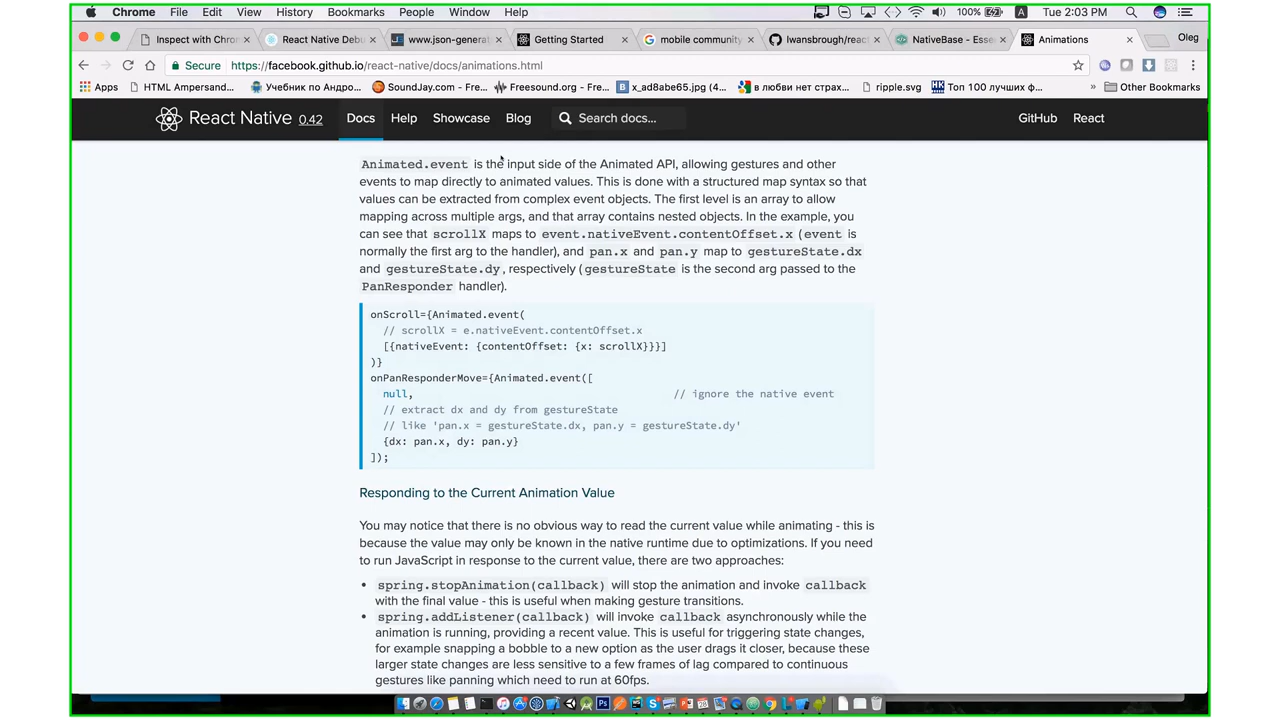 Chrome File Edit View History Bookmarks People Window Help 100% A Tue 2:03 PM
Inspect with Chro
React Native Deb
www.json-generat
Getting Started
mobile community
lwansbrough/reac
NativeBase - Esse
Animations
Oleg
Secure https://facebook.github.io/react-native/docs/animations.html
Apps HTML Ampersand... Учебник по Андро... SoundJay.com - Fre... Freesound.org - Fre... x_ad8abe65.jpg (4... в любви нет страх... ripple.svg Топ 100 лучших ф... » Other Bookmarks
React Native 0.42 Docs Help Showcase Blog Search docs... GitHub React
Animated.event is the input side of the Animated API, allowing gestures and other
events to map directly to animated values. This is done with a structured map syntax so that
values can be extracted from complex event objects. The first level is an array to allow
mapping across multiple args, and that array contains nested objects. In the example, you
can see that scrollX maps to event.nativeEvent.contentOffset.x (event is
normally the first arg to the handler), and pan.x and pan.y map to gestureState.dx
and gestureState.dy, respectively (gestureState is the second arg passed to the
PanResponder handler).
onScroll={Animated.event(
// scrollX = e.nativeEvent.contentOffset.x
[{nativeEvent: {contentOffset: {x: scrollX}}}]
)}
onPanResponderMove={Animated.event([
null, // ignore the native event
// extract dx and dy from gestureState
// like 'pan.x = gestureState.dx, pan.y = gestureState.dy'
{dx: pan.x, dy: pan.y}
]);
Responding to the Current Animation Value
You may notice that there is no obvious way to read the current value while animating - this is
because the value may only be known in the native runtime due to optimizations. If you need
to run JavaScript in response to the current value, there are two approaches:
• spring.stopAnimation(callback) will stop the animation and invoke callback
with the final value - this is useful when making gesture transitions.
• spring.addListener(callback) will invoke callback asynchronously while the
animation is running, providing a recent value. This is useful for triggering state changes,
for example snapping a bobble to a new option as the user drags it closer, because these
larger state changes are less sensitive to a few frames of lag compared to continuous
gestures like panning which need to run at 60fps.